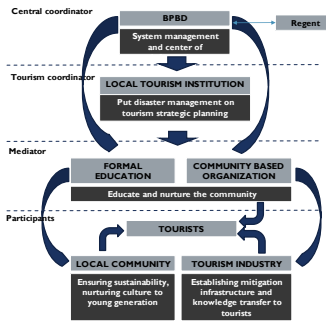 Central coordinator
BPBD
Regent
System management
and center of
Tourism coordinator
LOCAL TOURISM INSTITUTION
Put disaster management on
tourism strategic planning
Mediator
FORMAL
EDUCATION
COMMUNITY BASED
ORGANIZATION
Educate and nurture the community
Participants
TOURISTS
LOCAL COMMUNITY
Ensuring sustainability,
nurturing culture to
young generation
TOURISM INDUSTRY
Establishing mitigation
infrastructure and
knowledge transfer to
tourists